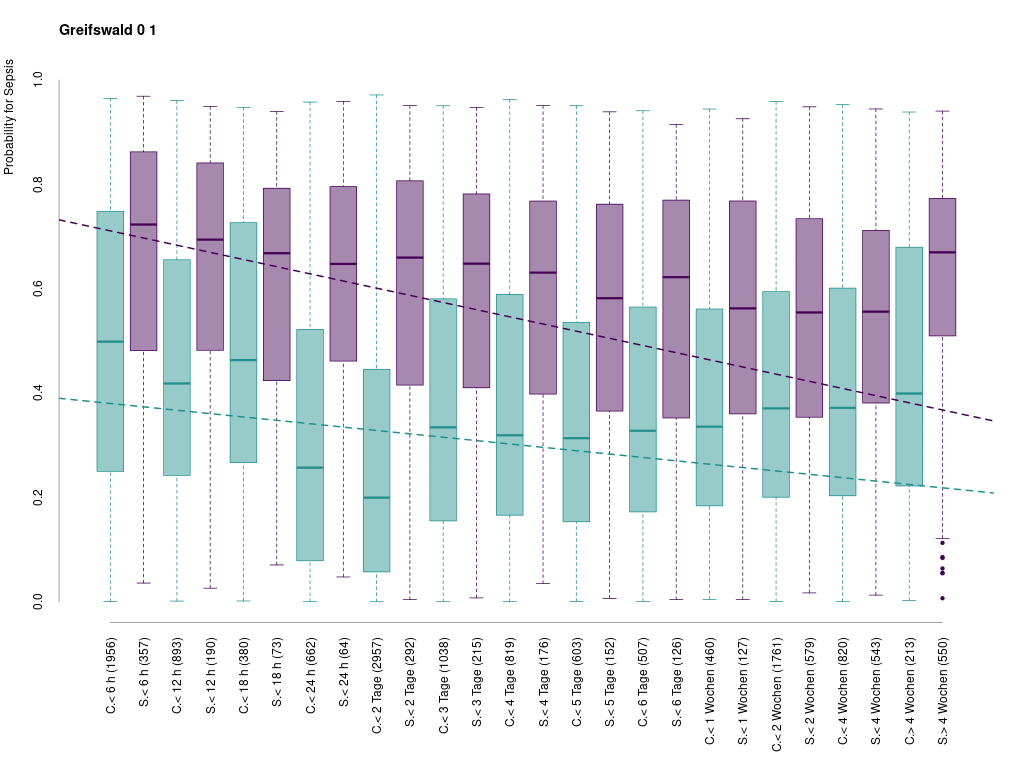 Greifswald 0 1
Probability for Sepsis
1.0
0.8
0.6
0.4
0.2
0.0
C.< 6 h (1956)
S.< 6 h (357)
C.< 12 h (893)
S.< 12 h (190)
C.< 18 h (380)
S.< 18 h (73)
C.< 24 h (662)
S.< 24 h (64)
C.< 2 Tage (2957)
S.< 2 Tage (292)
C.< 3 Tage (1038)
S.< 3 Tage (215)
C.< 4 Tage (819)
S.< 4 Tage (176)
C.< 5 Tage (603)
S.< 5 Tage (152)
C.< 6 Tage (507)
S.< 6 Tage (126)
C.< 1 Wochen (460)
S.< 1 Wochen (127)
C.< 2 Wochen (1761)
S.< 2 Wochen (579)
C.< 4 Wochen (820)
S.< 4 Wochen (543)
C.> 4 Wochen (213)
S.> 4 Wochen (550)